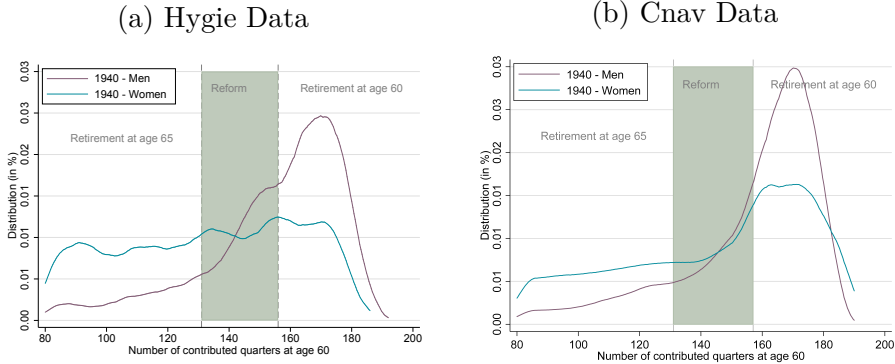 (a) Hygie Data
0.03
0.03
0.02
0.01
0.01
0.00
Distribution (in %)
1940 - Men
1940 - Women
Reform
Retirement at age 60
Retirement at age 65
80
100
120
140
160
180
200
Number of contributed quarters at age 60
(b) Cnav Data
0.03
0.03
0.02
0.01
0.01
0.01
0.00
Distribution (in %)
1940 - Men
1940 - Women
Reform
Retirement at age 60
Retirement at age 65
80
100
120
140
160
180
200
Number of contributed quarters at age 60